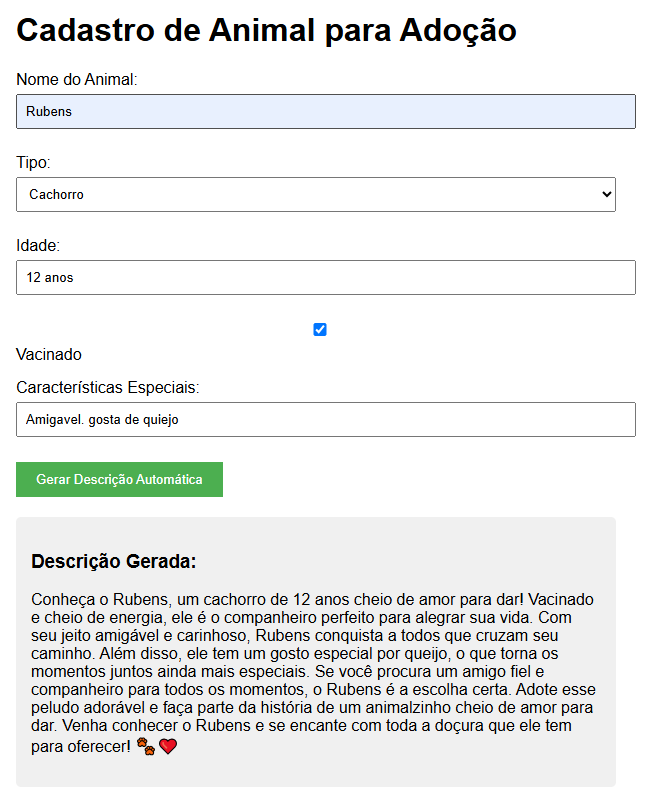 Cadastro de Animal para Adoção
Nome do Animal:
Rubens
Tipo:
Cachorro
Idade:
12 anos
Vacinado
Características Especiais:
Amigavel. gosta de quiejo
Gerar Descrição Automática
Descrição Gerada:
Conheça o Rubens, um cachorro de 12 anos cheio de amor para dar! Vacinado
e cheio de energia, ele é o companheiro perfeito para alegrar sua vida. Com
seu jeito amigável e carinhoso, Rubens conquista a todos que cruzam seu
caminho. Além disso, ele tem um gosto especial por queijo, o que torna os
momentos juntos ainda mais especiais. Se você procura um amigo fiel e
companheiro para todos os momentos, o Rubens é a escolha certa. Adote esse
peludo adorável e faça parte da história de um animalzinho cheio de amor para
dar. Venha conhecer o Rubens e se encante com toda a doçura que ele tem
para oferecer! 🐾❤️